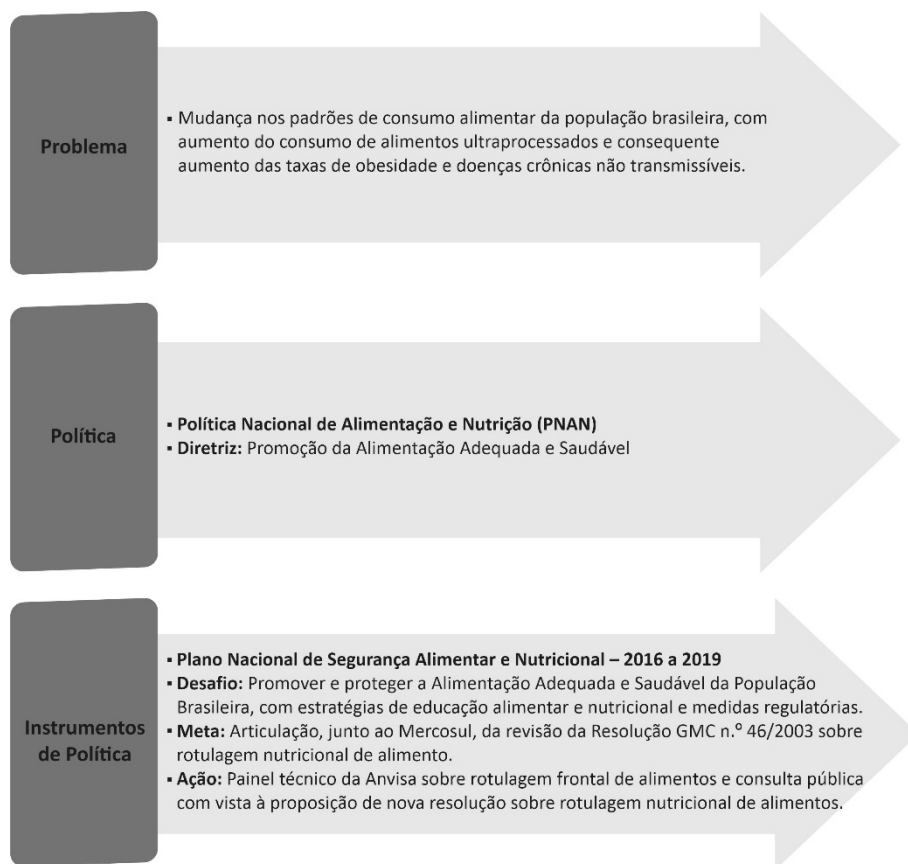 Problema
▪ Mudança nos padrões de consumo alimentar da população brasileira, com
aumento do consumo de alimentos ultraprocessados e consequente
aumento das taxas de obesidade e doenças crônicas não transmissíveis.
Política
▪ Política Nacional de Alimentação e Nutrição (PNAN)
▪ Diretriz: Promoção da Alimentação Adequada e Saudável
Instrumentos
de Política
▪ Plano Nacional de Segurança Alimentar e Nutricional – 2016 a 2019
▪ Desafio: Promover e proteger a Alimentação Adequada e Saudável da População
Brasileira, com estratégias de educação alimentar e nutricional e medidas regulatórias.
▪ Meta: Articulação, junto ao Mercosul, da revisão da Resolução GMC n.º 46/2003 sobre
rotulagem nutricional de alimento.
▪ Ação: Painel técnico da Anvisa sobre rotulagem frontal de alimentos e consulta pública
com vista à proposição de nova resolução sobre rotulagem nutricional de alimentos.